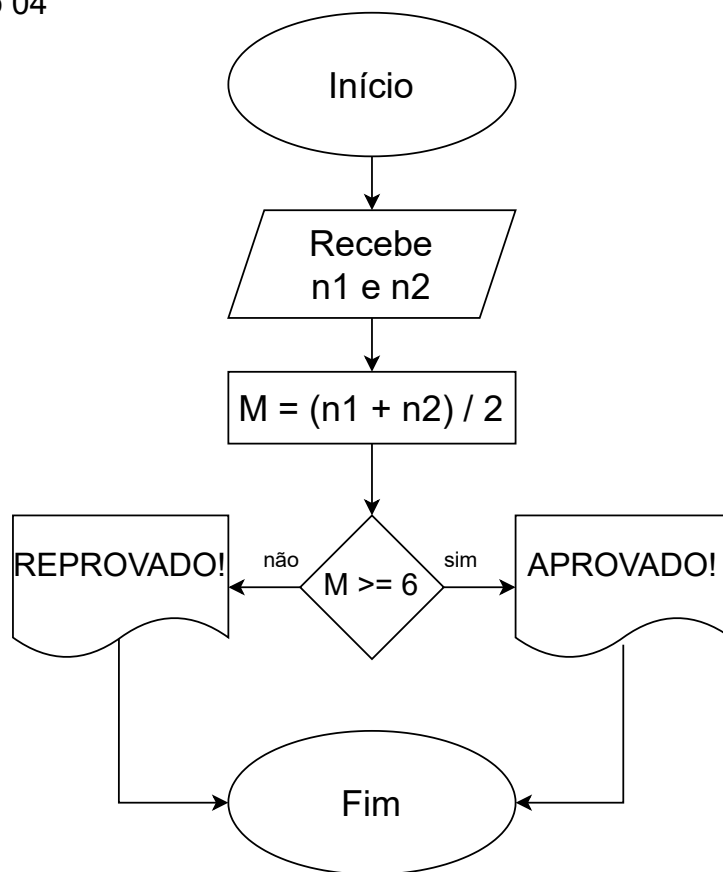 04
Início
Recebe
n1 e n2
M = (n1 + n2) / 2
REPROVADO!
não
M >= 6
sim
APROVADO!
Fim